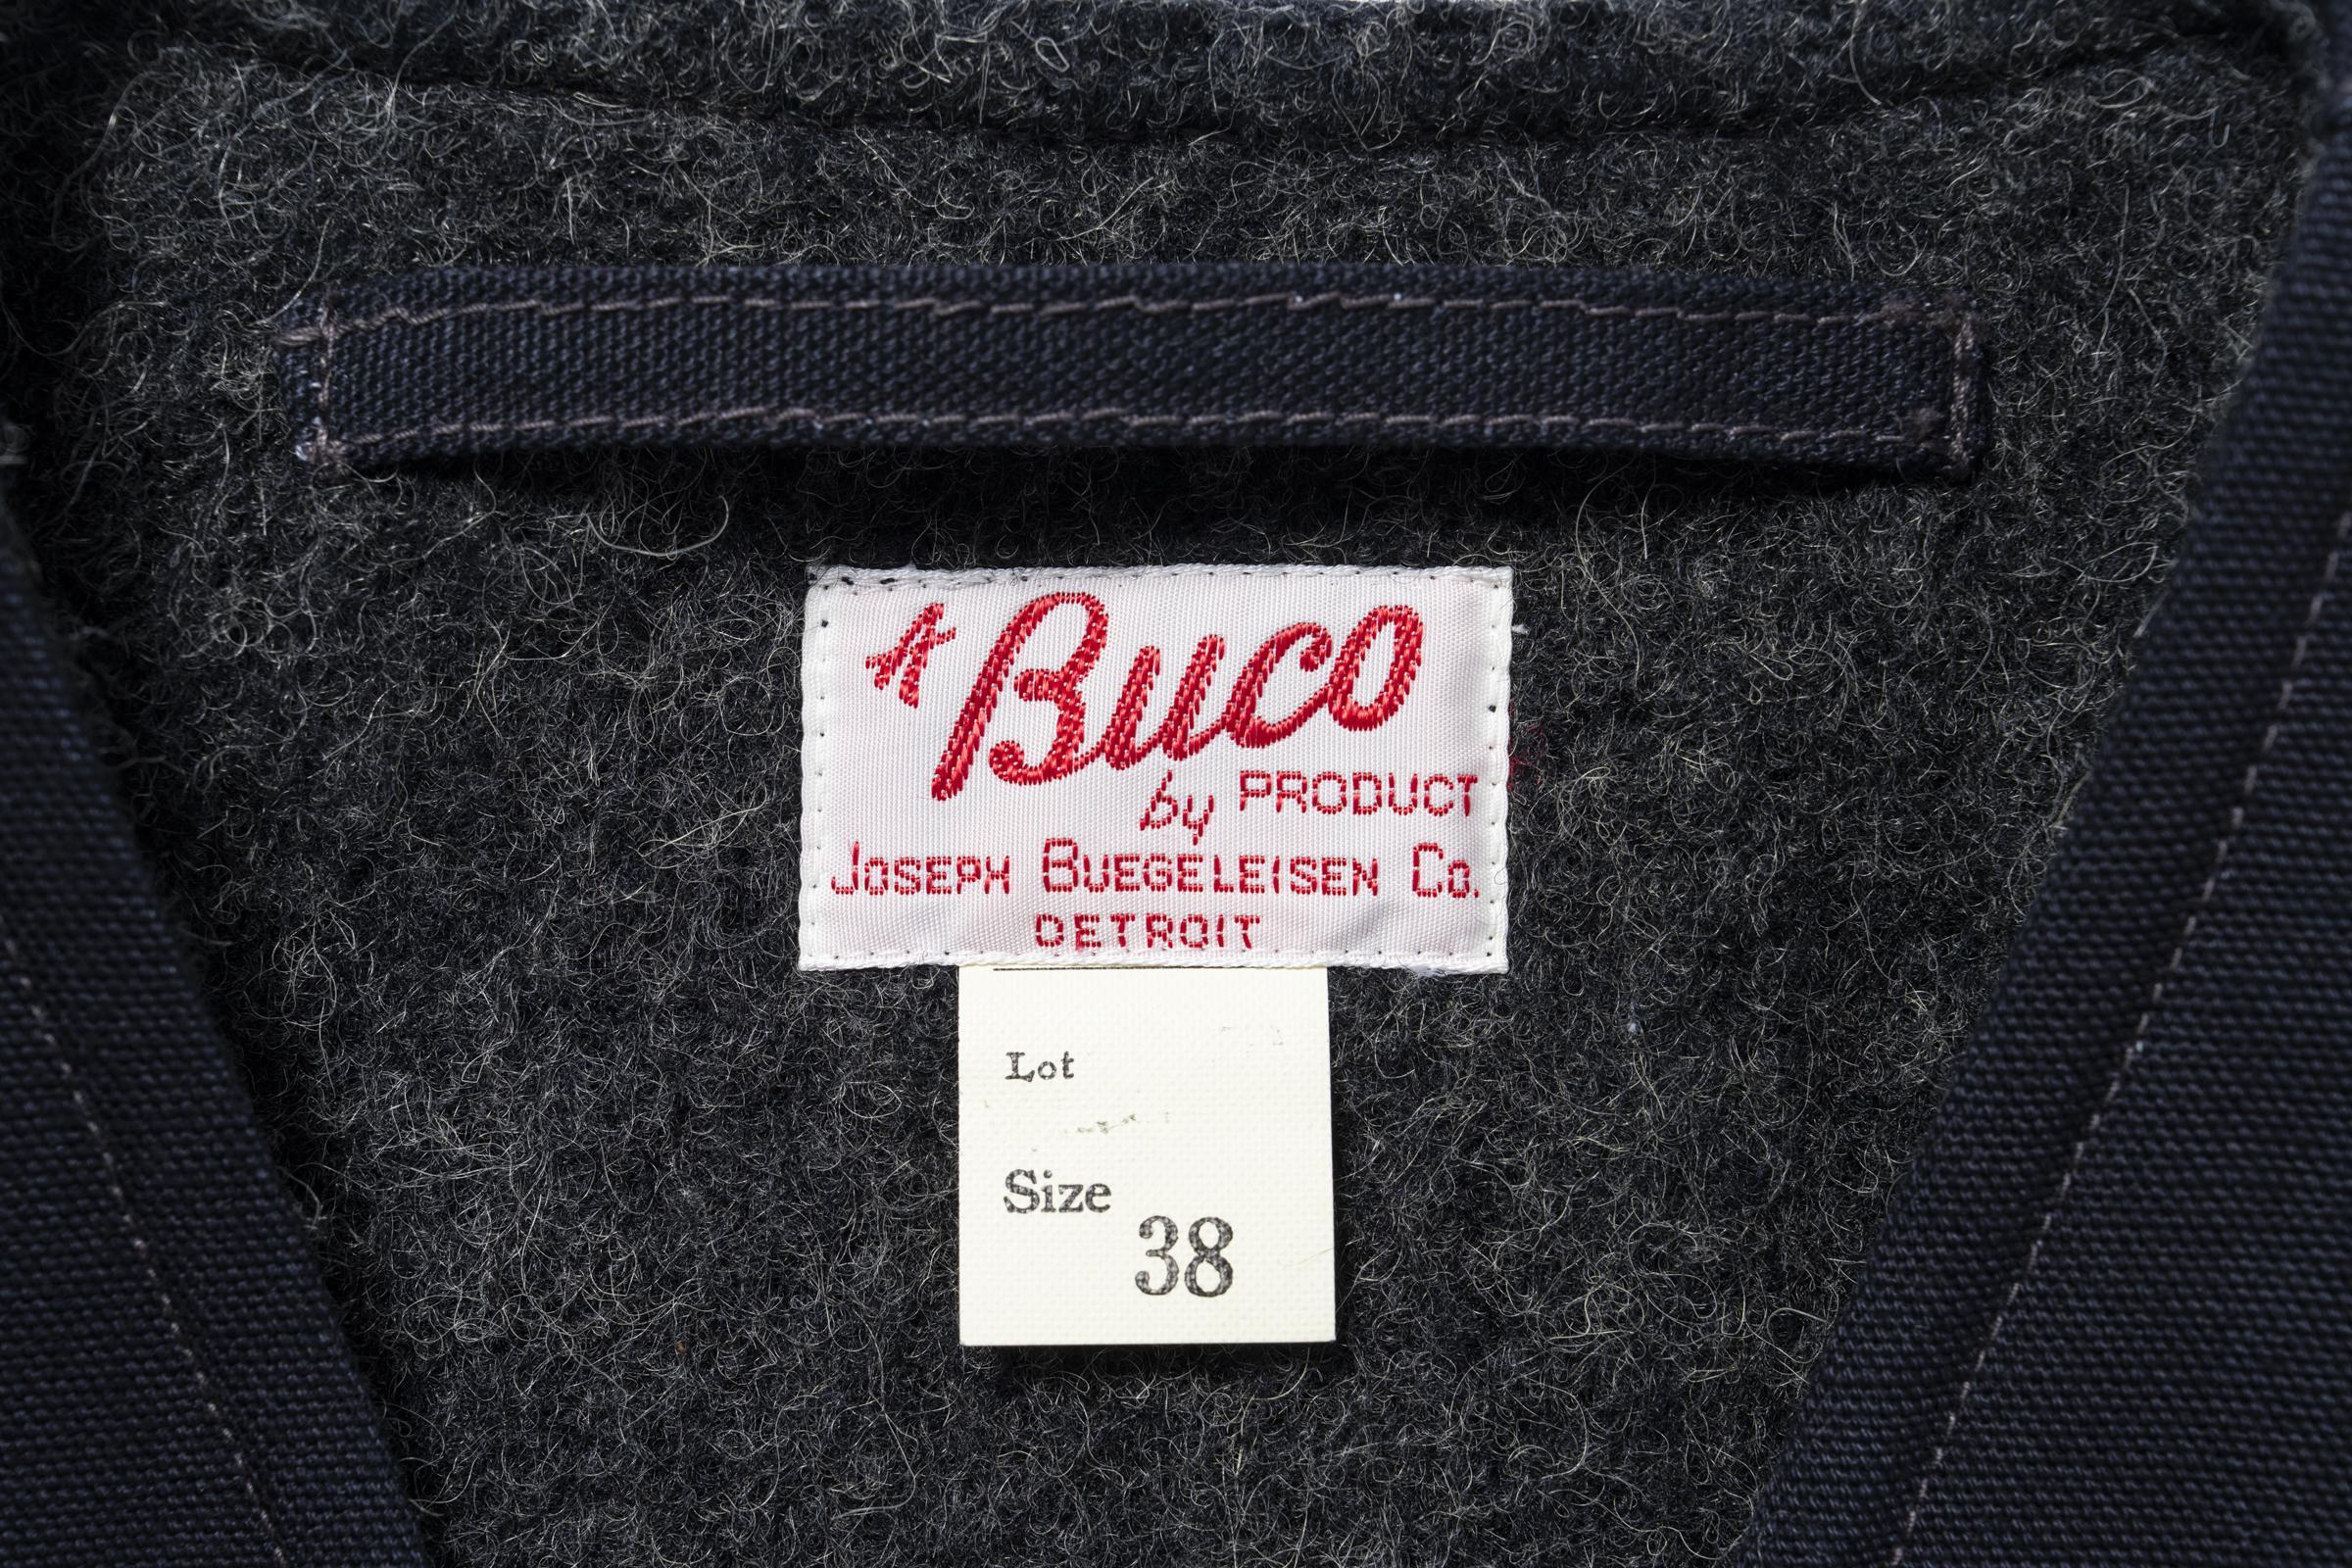 A Buco
by PRODUCT
JOSEPH BUEGELEISEN CO.
DETROIT
Lot
Size
38